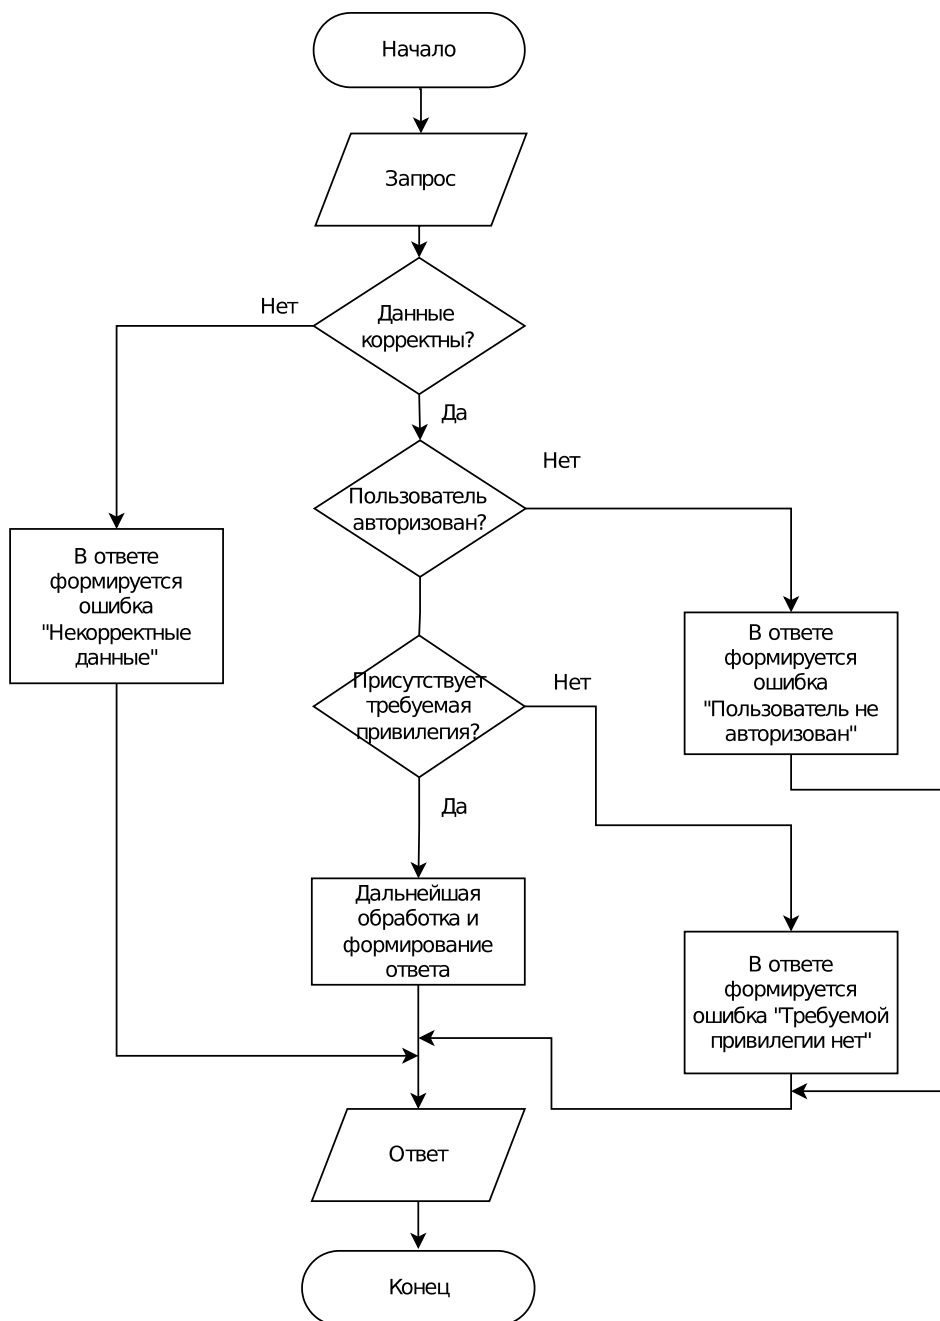 Начало
Запрос
Нет
Данные
корректны?
Да
Нет
Пользователь
авторизован?
В ответе
формируется
ошибка
"Некорректные
данные"
В ответе
формируется
ошибка
"Пользователь не
авторизован"
Присутствует
требуемая
привилегия?
Нет
Да
Дальнейшая
обработка и
формирование
ответа
В ответе
формируется
ошибка "Требуемой
привилегии нет"
Ответ
Конец